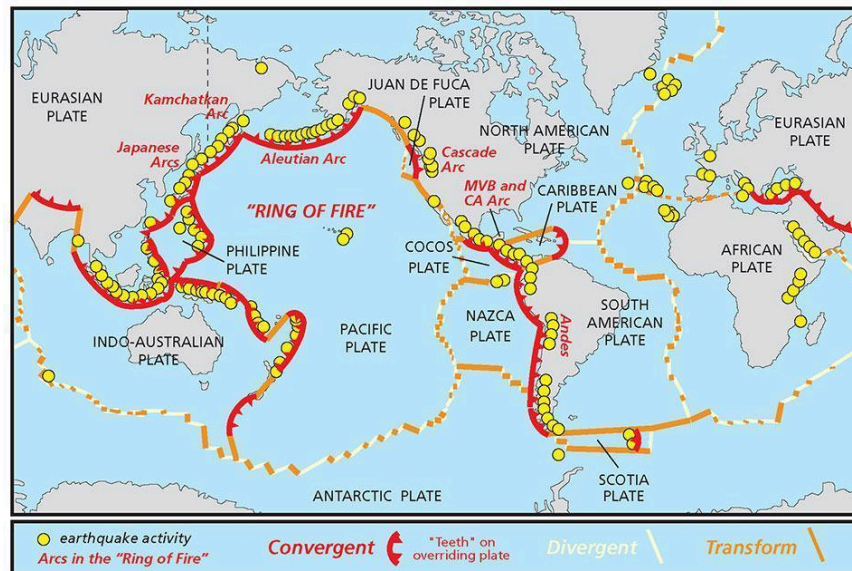 EURASIAN
PLATE
Kamchatkan
Arc
Japanese
Arcs
Aleutian Arc
JUAN DE FUCA
PLATE
NORTH AMERICAN
PLATE
Cascade
Arc
MVB and
CA Arc
EURASIAN
PLATE
"RING OF FIRE"
CARIBBEAN
PLATE
PHILIPPINE
PLATE
COCOS
PLATE
AFRICAN
PLATE
INDO-AUSTRALIAN
PLATE
PACIFIC
PLATE
NAZCA
PLATE
Andes
SOUTH
AMERICAN
PLATE
ANTARCTIC PLATE
SCOTIA
PLATE
earthquake activity
Arcs in the "Ring of Fire"
Convergent
"Teeth" on
overriding plate
Divergent
Transform